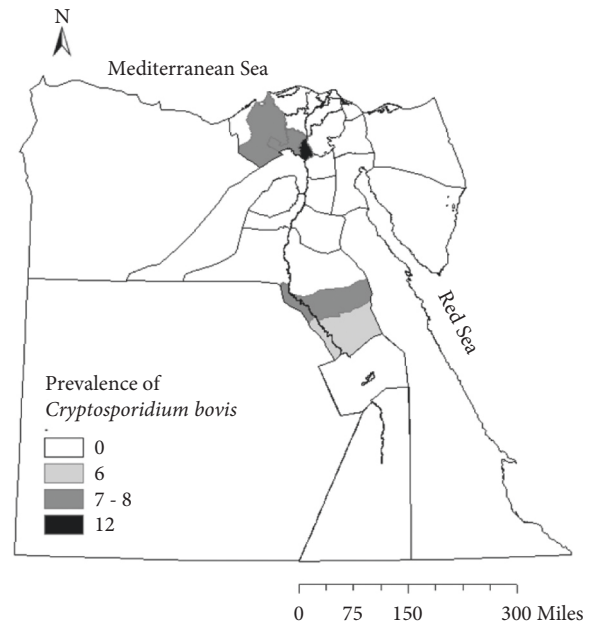 N
Mediterranean Sea
Red Sea
Prevalence of
Cryptosporidium bovis
0
6
7 - 8
12
0 75 150 300 Miles